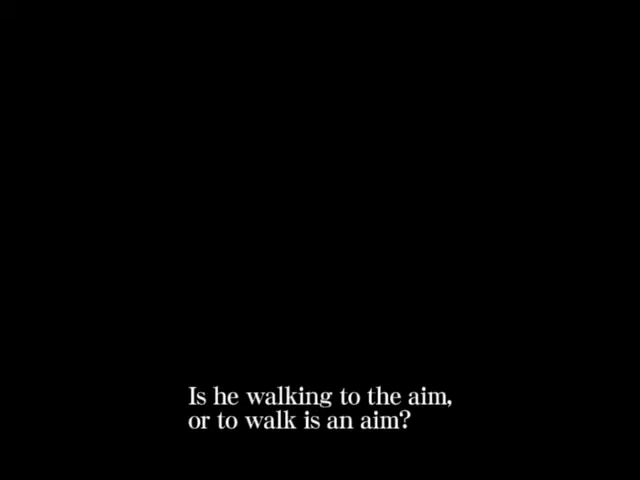 Is he walking to the aim,
or to walk is an aim?